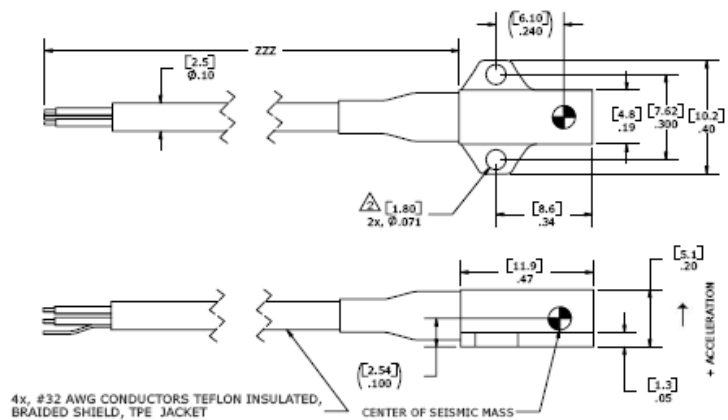 [6.10]
.240
ZZZ
[2.5]
Ø.10
[4.8]
.19
[7.62]
.300
[10.2]
.40
2 [1.80]
2x, Ø.071
[8.6]
.34
[11.9]
.47
[5.1]
.20
+ ACCELERATION
[2.54]
.100
[1.3]
.05
4x, #32 AWG CONDUCTORS TEFLON INSULATED,
BRAIDED SHIELD, TPE JACKET
CENTER OF SEISMIC MASS